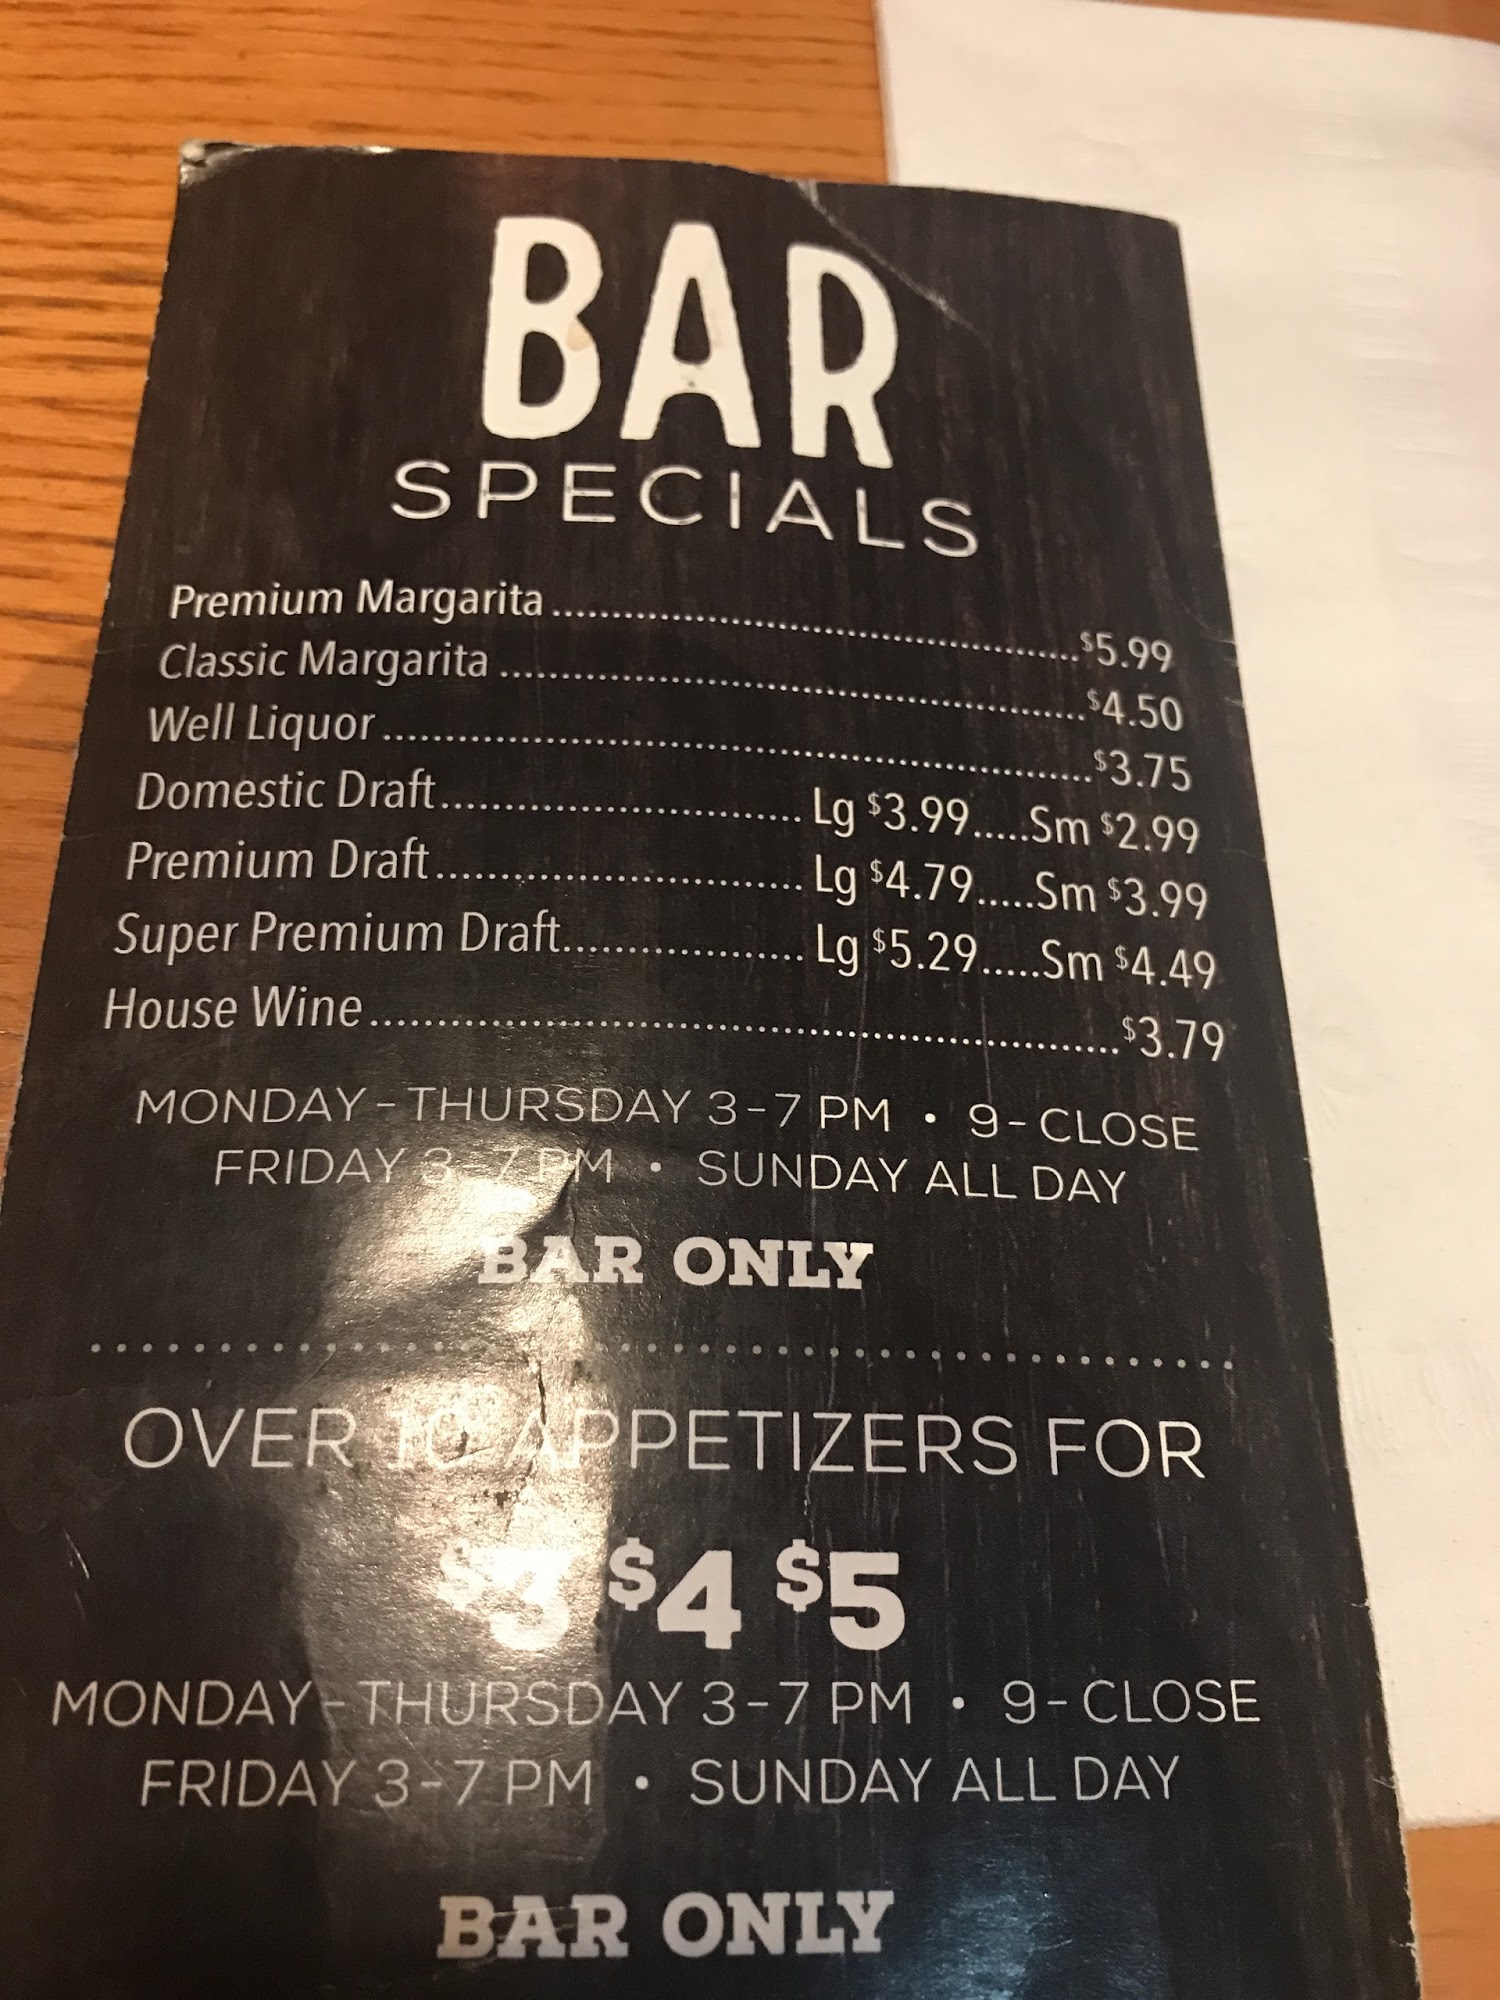 BAR
SPECIALS
Premium Margarita.......................................$5.99
Classic Margarita.......................................$4.50
Well Liquor.......................................$3.75
Domestic Draft.......................Lg $3.99.....Sm $2.99
Premium Draft.......................Lg $4.79.....Sm $3.99
Super Premium Draft...............Lg $5.29.....Sm $4.49
House Wine.......................................$3.79
MONDAY-THURSDAY 3-7 PM • 9-CLOSE
FRIDAY 3-7 PM • SUNDAY ALL DAY
BAR ONLY
OVER 10 APPETIZERS FOR
$3 $4 $5
MONDAY-THURSDAY 3-7 PM • 9-CLOSE
FRIDAY 3-7 PM • SUNDAY ALL DAY
BAR ONLY